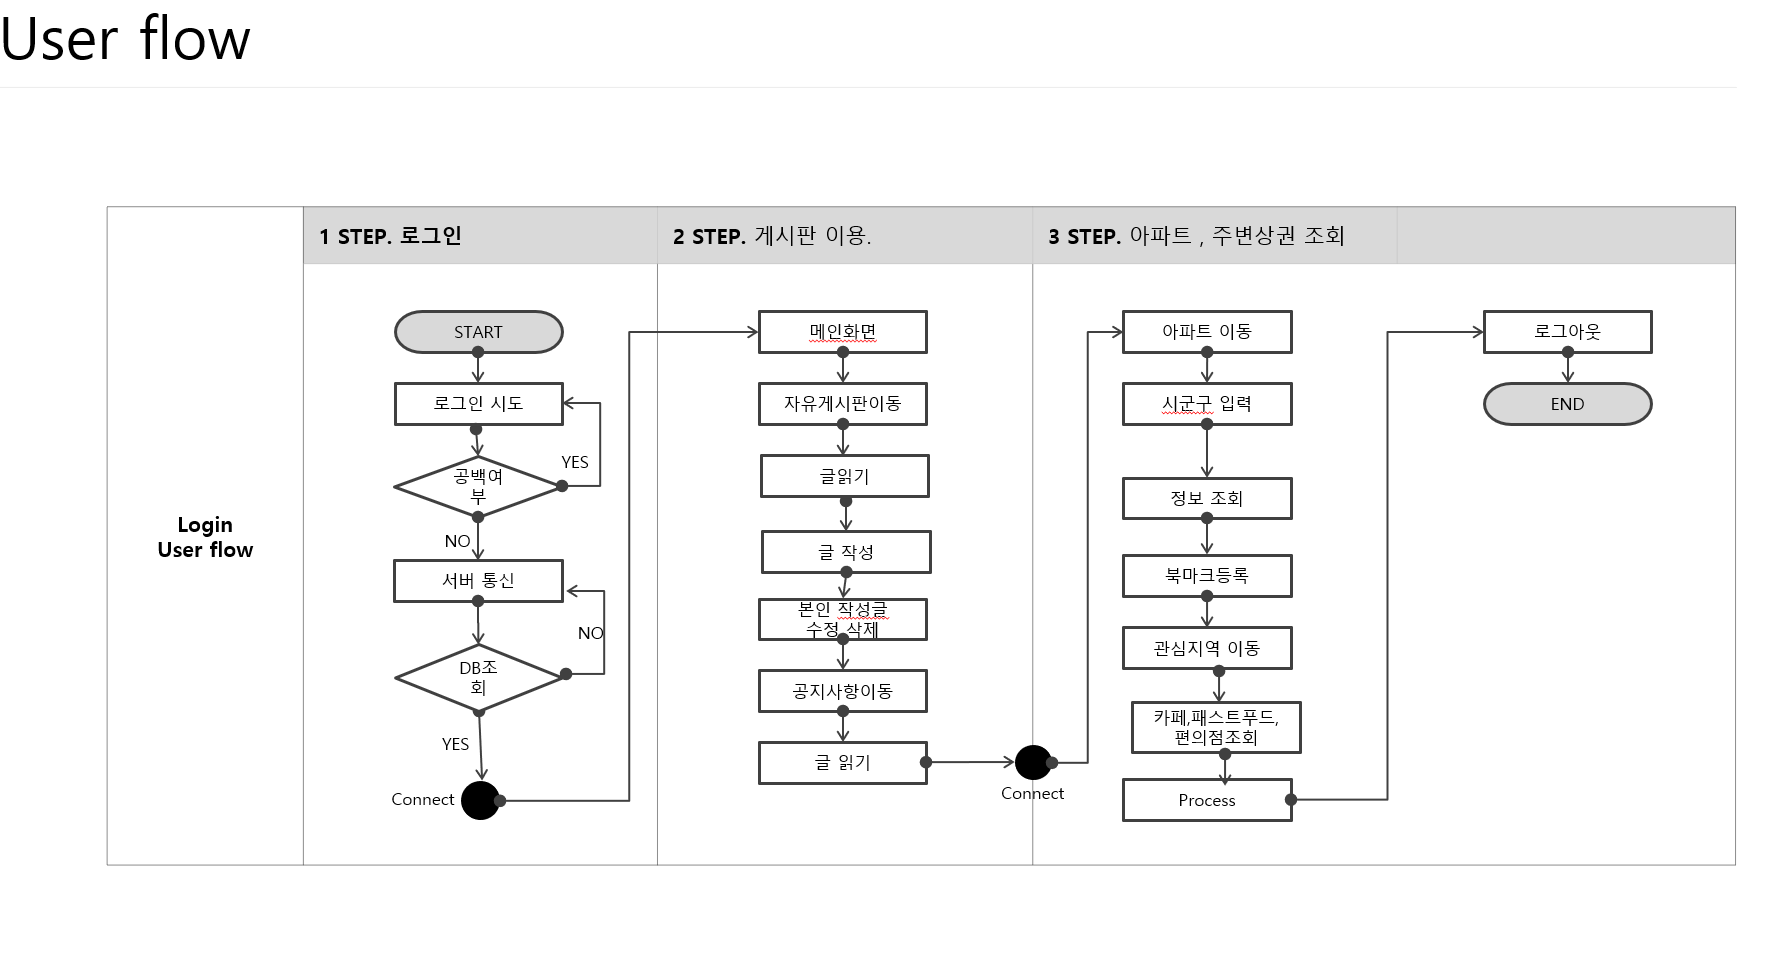 User flow
Login
User flow
1 STEP. 로그인
START
로그인 시도
공백여
부
YES
NO
서버 통신
NO
DB조
회
YES
Connect
2 STEP. 게시판 이용.
메인화면
자유게시판이동
글읽기
글 작성
본인 작성글
수정 삭제
공지사항이동
글 읽기
Connect
3 STEP. 아파트 , 주변상권 조회
아파트 이동
시군구 입력
정보 조회
북마크등록
관심지역 이동
카페,패스트푸드,
편의점조회
Process
로그아웃
END